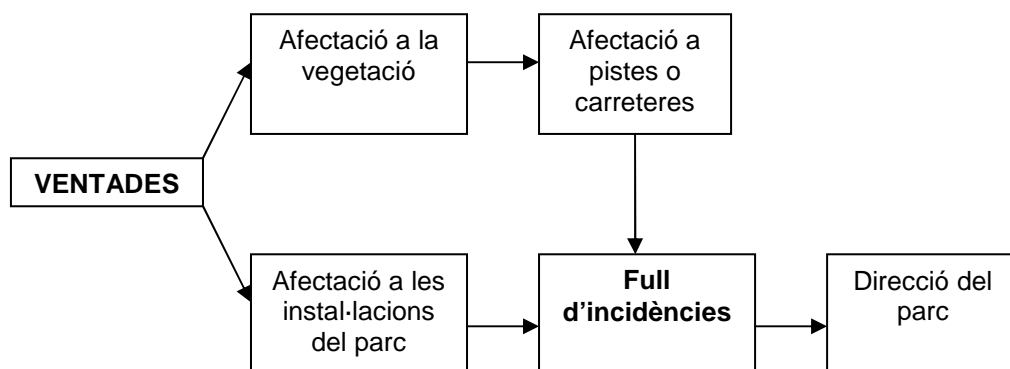 Afectació a la
vegetació
Afectació a
pistes o
carreteres
VENTADES
Afectació a les
instal·lacions
del parc
Full
d'incidències
Direcció del
parc